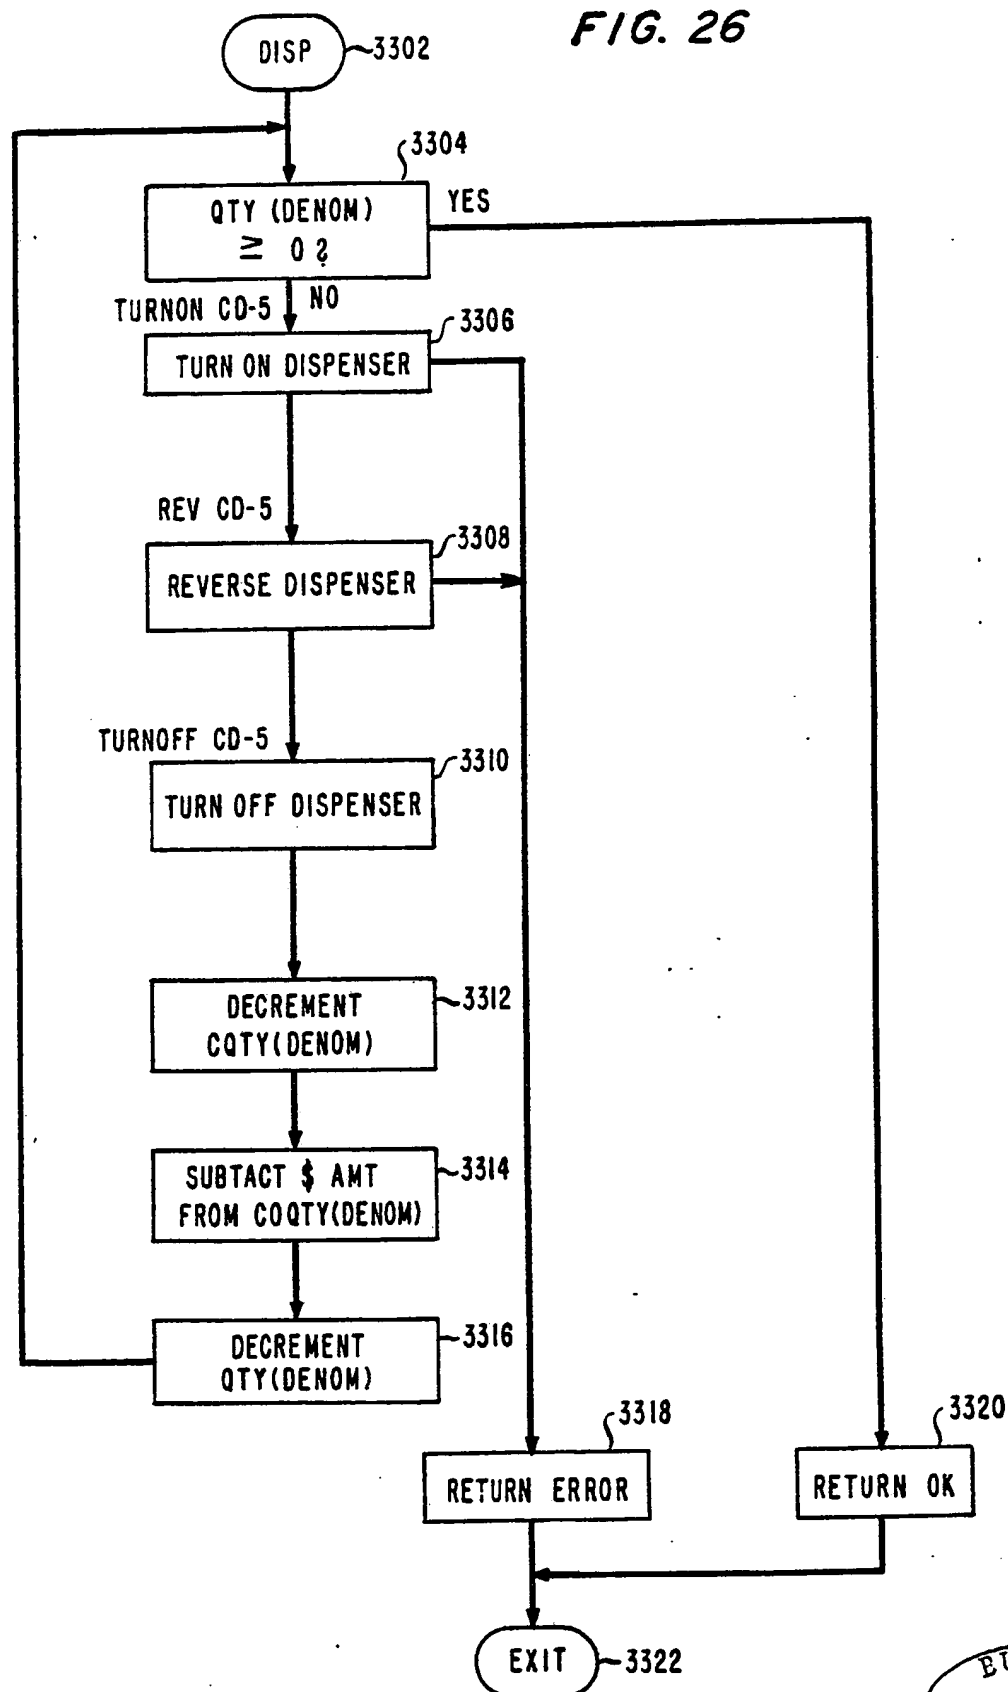 FIG. 26
DISP
3302
3304
QTY (DENOM)
≥ 0 ?
YES
NO
TURNON CD-5
3306
TURN ON DISPENSER
REV CD-5
3308
REVERSE DISPENSER
TURNOFF CD-5
3310
TURN OFF DISPENSER
3312
DECREMENT
CQTY(DENOM)
3314
SUBTACT $ AMT
FROM COQTY(DENOM)
3316
DECREMENT
QTY(DENOM)
3318
RETURN ERROR
3320
RETURN OK
EXIT
3322